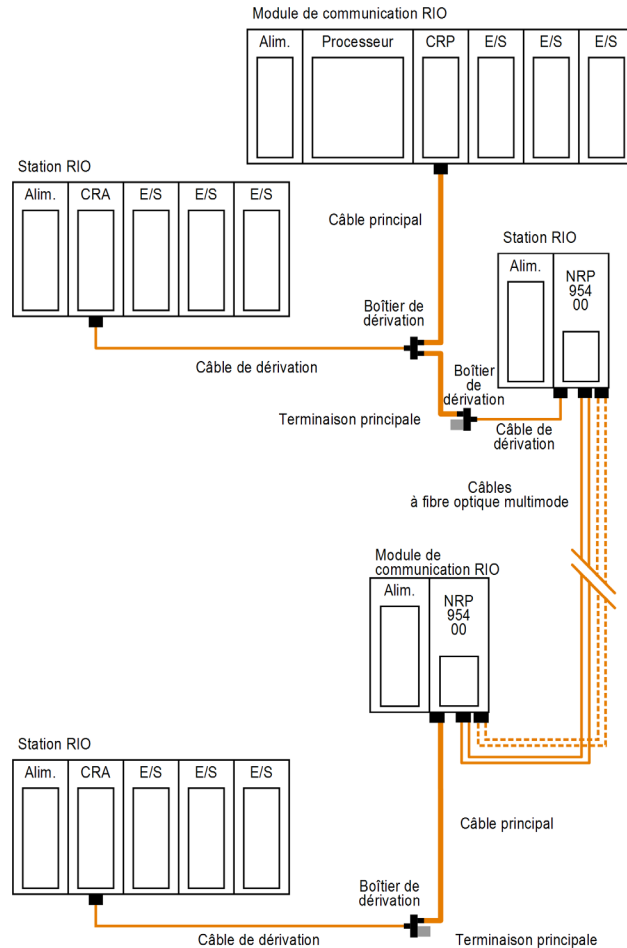 Module de communication RIO
Alim. Processeur CRP E/S E/S E/S
Station RIO
Alim. CRA E/S E/S E/S
Câble principal
Station RIO
Alim. NRP
954
00
Boîtier de
dérivation
Câble de dérivation
Boîtier
de
dérivation
Terminaison principale
Câble de
dérivation
Câbles
à fibre optique multimode
Module de
communication RIO
Alim. NRP
954
00
Station RIO
Alim. CRA E/S E/S E/S
Câble principal
Boîtier de
dérivation
Câble de dérivation
Terminaison principale